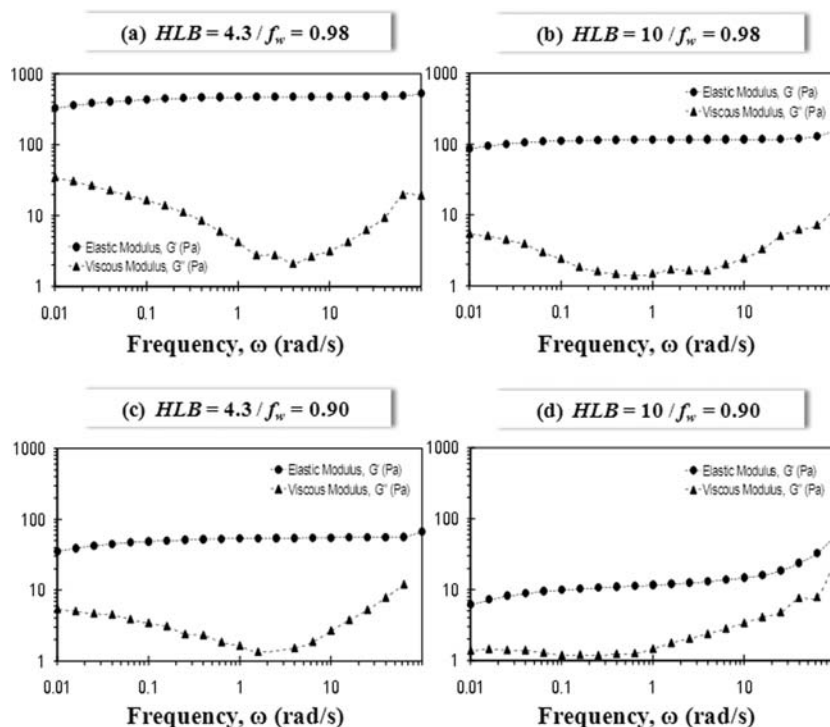 (a) HLB = 4.3 / f_w = 0.98
1000
100
10
1
0.01 0.1 1 10
Elastic Modulus, G' (Pa)
Viscous Modulus, G'' (Pa)
Frequency, ω (rad/s)
(b) HLB = 10 / f_w = 0.98
1000
100
10
1
0.01 0.1 1 10
Elastic Modulus, G' (Pa)
Viscous Modulus, G'' (Pa)
Frequency, ω (rad/s)
(c) HLB = 4.3 / f_w = 0.90
1000
100
10
1
0.01 0.1 1 10
Elastic Modulus, G' (Pa)
Viscous Modulus, G'' (Pa)
Frequency, ω (rad/s)
(d) HLB = 10 / f_w = 0.90
1000
100
10
1
0.01 0.1 1 10
Elastic Modulus, G' (Pa)
Viscous Modulus, G'' (Pa)
Frequency, ω (rad/s)